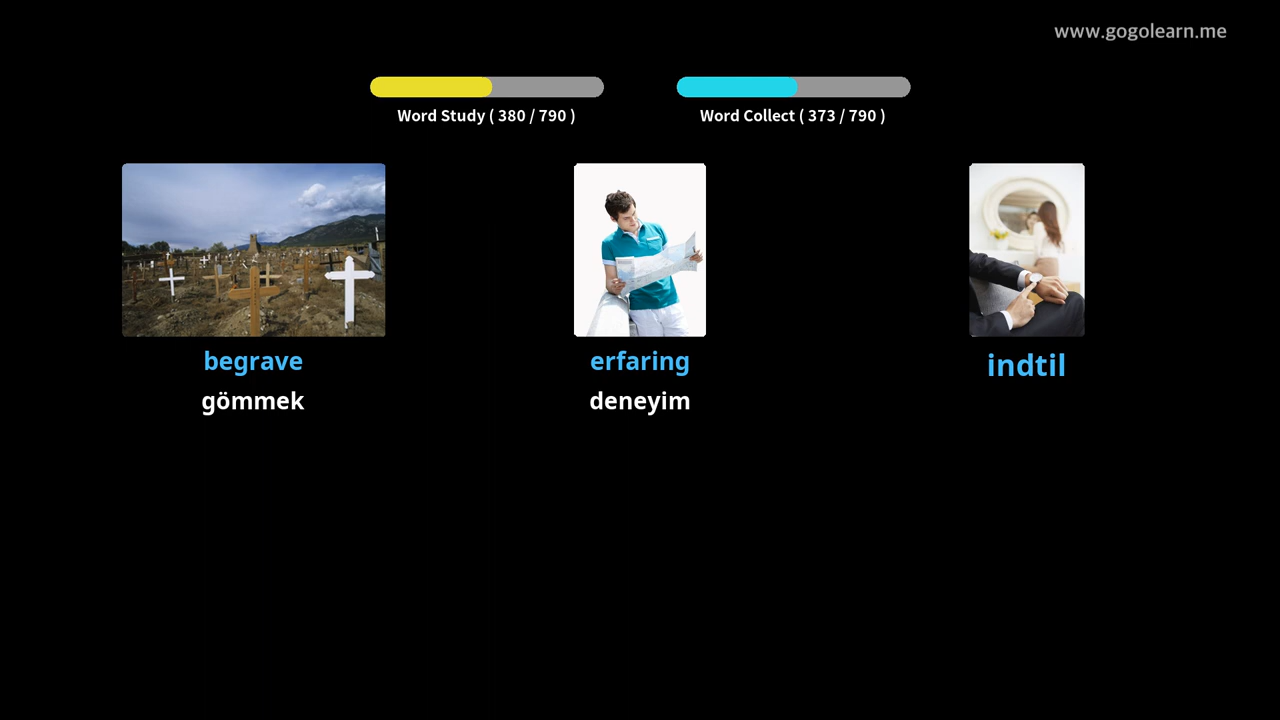 www.gogolearn.me
Word Study ( 380 / 790 )
Word Collect ( 373 / 790 )
begrave
gömmek
erfaring
deneyim
indtil